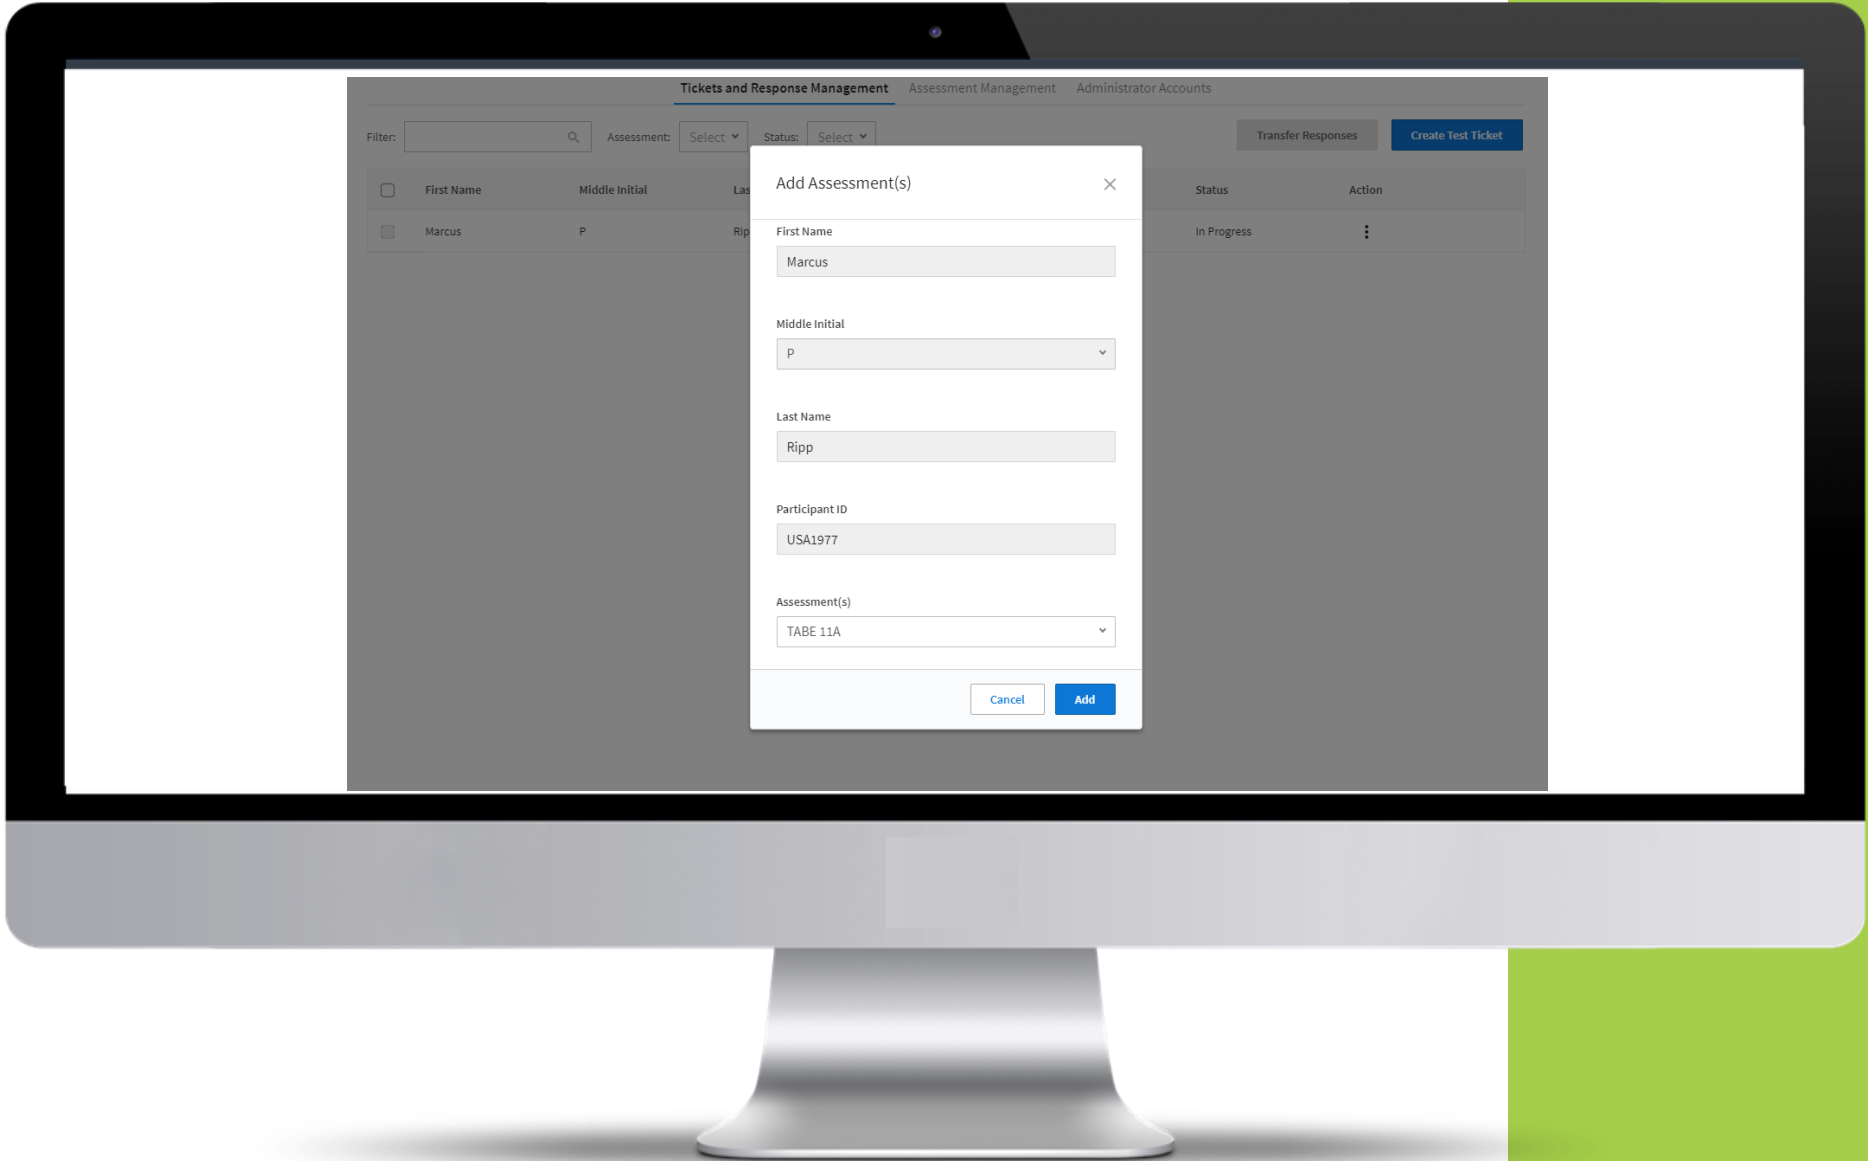 Tickets and Response Management Assessment Management Administrator Accounts
Filter: Assessment: Select Status: Select Transfer Responses Create Test Ticket
First Name Middle Initial Las Status Action
Marcus P Rip In Progress
Add Assessment(s)
First Name
Marcus
Middle Initial
P
Last Name
Ripp
Participant ID
USA1977
Assessment(s)
TABE 11A
Cancel Add